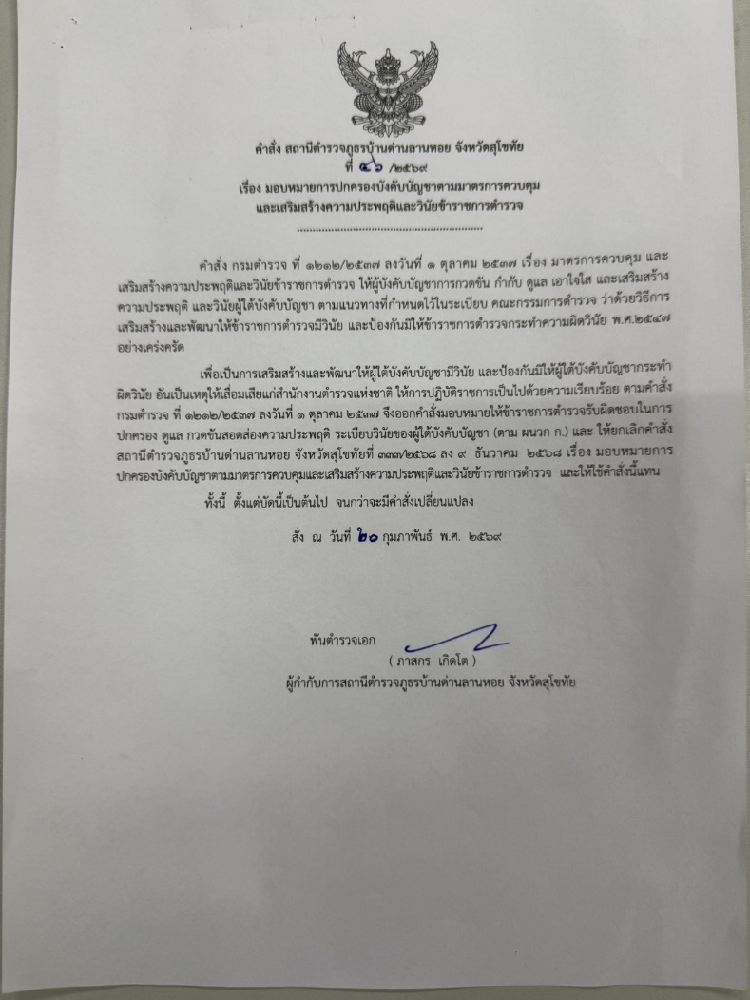 คำสั่ง สถานีตำรวจภูธรบ้านด่านลานหอย จังหวัดสุโขทัย
ที่ ๔๖ /๒๕๖๙
เรื่อง มอบหมายการปกครองบังคับบัญชาตามมาตรการควบคุม
และเสริมสร้างความประพฤติและวินัยข้าราชการตำรวจ
............................................................
คำสั่ง กรมตำรวจ ที่ ๑๒๑๒/๒๕๓๗ ลงวันที่ ๑ ตุลาคม ๒๕๓๗ เรื่อง มาตรการควบคุม และ
เสริมสร้างความประพฤติและวินัยข้าราชการตำรวจ ให้ผู้บังคับบัญชาการกวดขัน กำกับ ดูแล เอาใจใส่ และเสริมสร้าง
ความประพฤติ และวินัยผู้ใต้บังคับบัญชา ตามแนวทางที่กำหนดไว้ในระเบียบ คณะกรรมการตำรวจ ว่าด้วยวิธีการ
เสริมสร้างและพัฒนาให้ข้าราชการตำรวจมีวินัย และป้องกันมิให้ข้าราชการตำรวจกระทำความผิดวินัย พ.ศ.๒๕๔๗
อย่างเคร่งครัด
เพื่อเป็นการเสริมสร้างและพัฒนาให้ผู้ใต้บังคับบัญชามีวินัย และป้องกันมิให้ผู้ใต้บังคับบัญชากระทำ
ผิดวินัย อันเป็นเหตุให้เสื่อมเสียแก่สำนักงานตำรวจแห่งชาติ ให้การปฏิบัติราชการเป็นไปด้วยความเรียบร้อย ตามคำสั่ง
กรมตำรวจ ที่ ๑๒๑๒/๒๕๓๗ ลงวันที่ ๑ ตุลาคม ๒๕๓๗ จึงออกคำสั่งมอบหมายให้ข้าราชการตำรวจรับผิดชอบในการ
ปกครอง ดูแล กวดขันสอดส่องความประพฤติ ระเบียบวินัยของผู้ใต้บังคับบัญชา (ตาม ผนวก ก.) และ ให้ยกเลิกคำสั่ง
สถานีตำรวจภูธรบ้านด่านลานหอย จังหวัดสุโขทัยที่ ๓๓๓/๒๕๖๘ ลง ๙ ธันวาคม ๒๕๖๘ เรื่อง มอบหมายการ
ปกครองบังคับบัญชาตามมาตรการควบคุมและเสริมสร้างความประพฤติและวินัยข้าราชการตำรวจ และให้ใช้คำสั่งนี้แทน
ทั้งนี้ ตั้งแต่บัดนี้เป็นต้นไป จนกว่าจะมีคำสั่งเปลี่ยนแปลง
สั่ง ณ วันที่ ๒๐ กุมภาพันธ์ พ.ศ. ๒๕๖๙
พันตำรวจเอก
( ภาสกร เกิดโต )
ผู้กำกับการสถานีตำรวจภูธรบ้านด่านลานหอย จังหวัดสุโขทัย